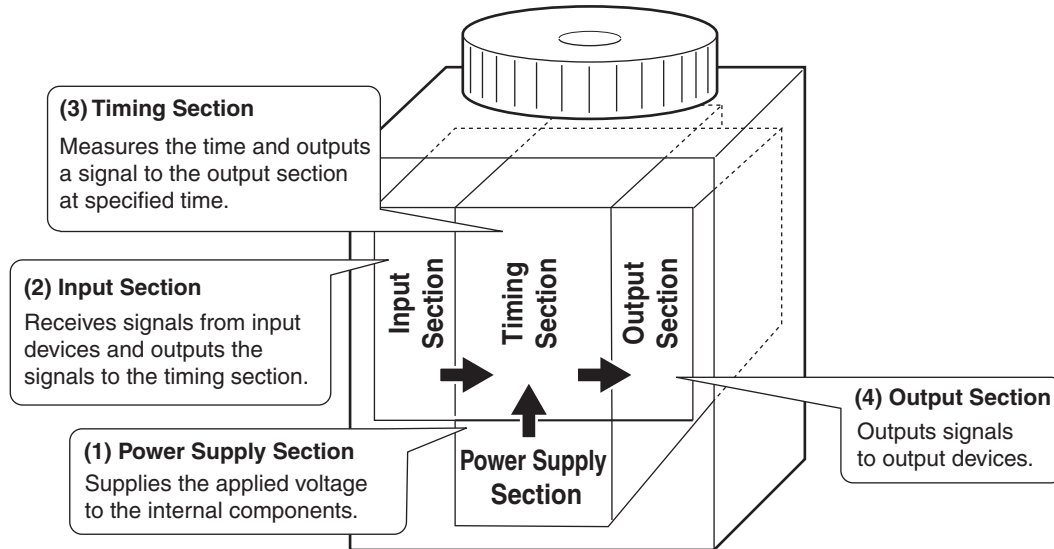 (3) Timing Section
Measures the time and outputs
a signal to the output section
at specified time.
(2) Input Section
Receives signals from input
devices and outputs the
signals to the timing section.
(1) Power Supply Section
Supplies the applied voltage
to the internal components.
Input
Section
Timing
Section
Output
Section
Power Supply
Section
(4) Output Section
Outputs signals
to output devices.